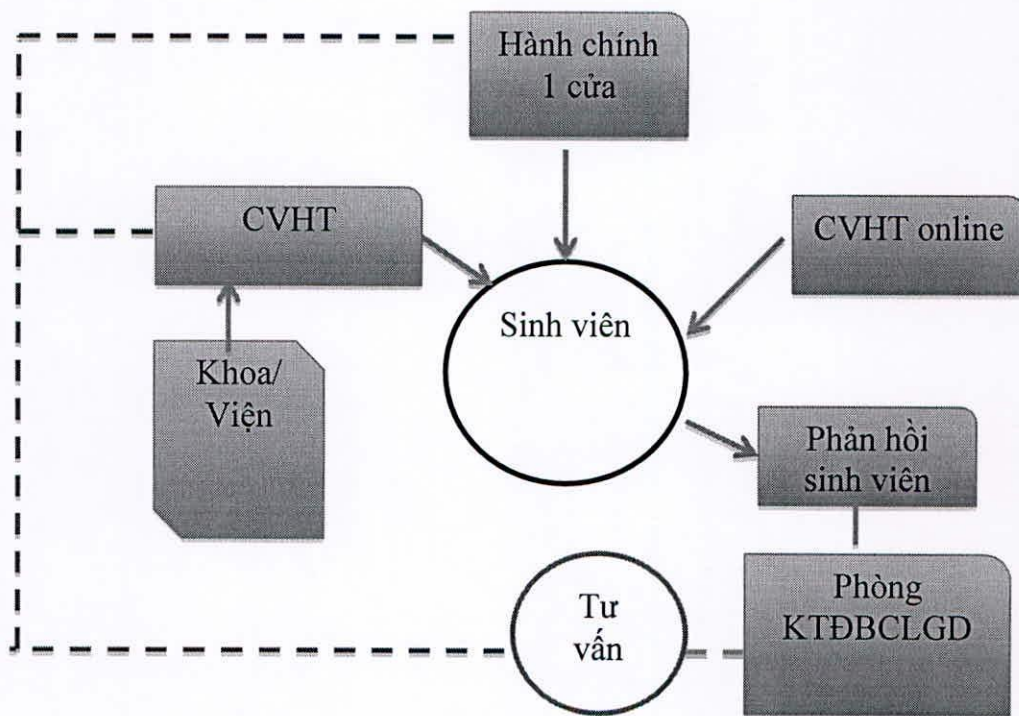 Hành chính
1 cửa
CVHT
CVHT online
Sinh viên
Khoa/
Viện
Phản hồi
sinh viên
Tư
vấn
Phòng
KTĐBCLGD